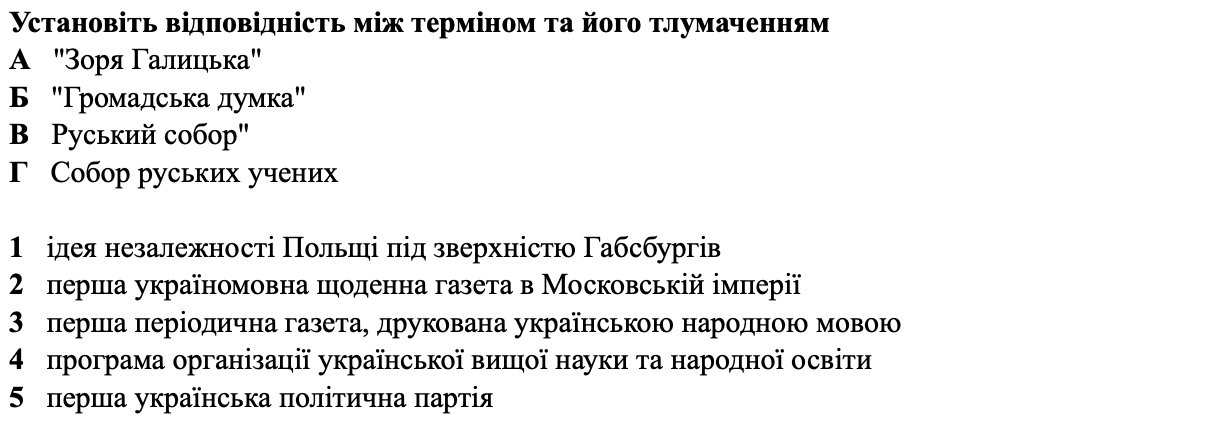 Установіть відповідність між терміном та його тлумаченням
А "Зоря Галицька"
Б "Громадська думка"
В Руський собор"
Г Собор руських учених
1 ідея незалежності Польщі під зверхністю Габсбургів
2 перша україномовна щоденна газета в Московській імперії
3 перша періодична газета, друкована українською народною мовою
4 програма організації української вищої науки та народної освіти
5 перша українська політична партія